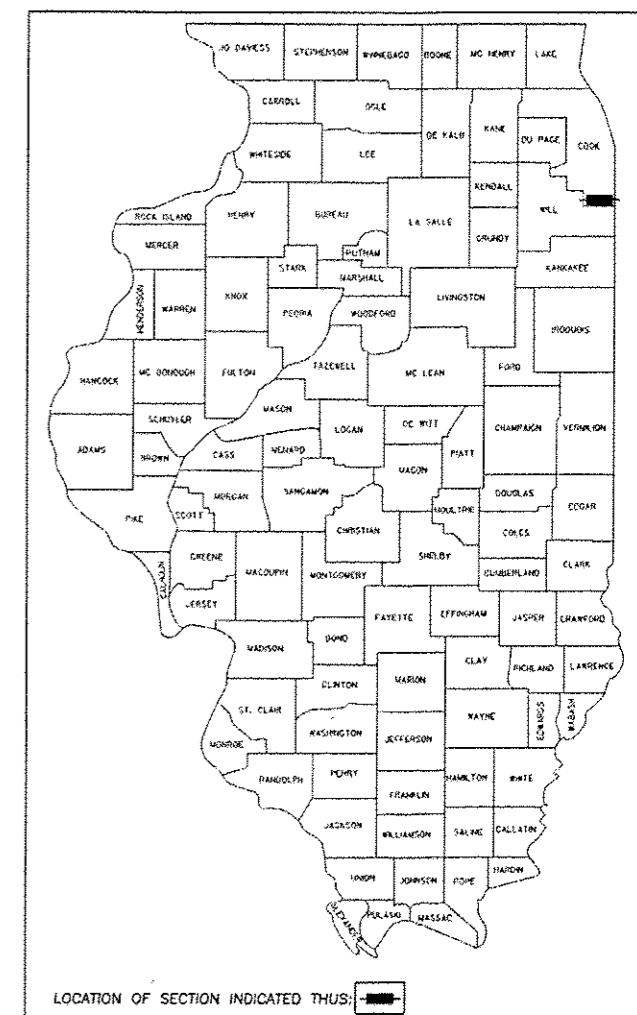 JO DAVIESS STEPHENSON WINNEBAGO BOONE MC HENRY LAKE
CARROLL OGLE DE KALB KANE DU PAGE COOK
WHITESIDE LEE
KENDALL
ROCK ISLAND HENRY BUREAU LA SALLE GRUNDY WILL
MERCER PUTNAM KANKAKEE
STARK MARSHALL
HENDERSON WARREN KNOX PEORIA WOODFORD LIVINGSTON IROQUOIS
HANCOCK MC DONOUGH FULTON TAZEWELL MC LEAN FORD
MASON
SCHUYLER LOGAN DE WITT CHAMPAIGN VERMILION
ADAMS BROWN CASS MENARD MACON PIATT
MORGAN SANGAMON DOUGLAS
PIKE SCOTT CHRISTIAN MOULTRIE COLES EDGAR
GREENE SHELBY
CALHOUN MACOUPIN MONTGOMERY CUMBERLAND CLARK
JERSEY FAYETTE EFFINGHAM JASPER CRAWFORD
MADISON BOND
CLAY RICHLAND LAWRENCE
CLINTON MARION
ST. CLAIR WAYNE EDWARDS WABASH
WASHINGTON JEFFERSON
MONROE
RANDOLPH PERRY HAMILTON WHITE
FRANKLIN
JACKSON WILLIAMSON SALINE GALLATIN
UNION JOHNSON POPE HARDIN
ALEXANDER PULASKI MASSAC
LOCATION OF SECTION INDICATED THUS: